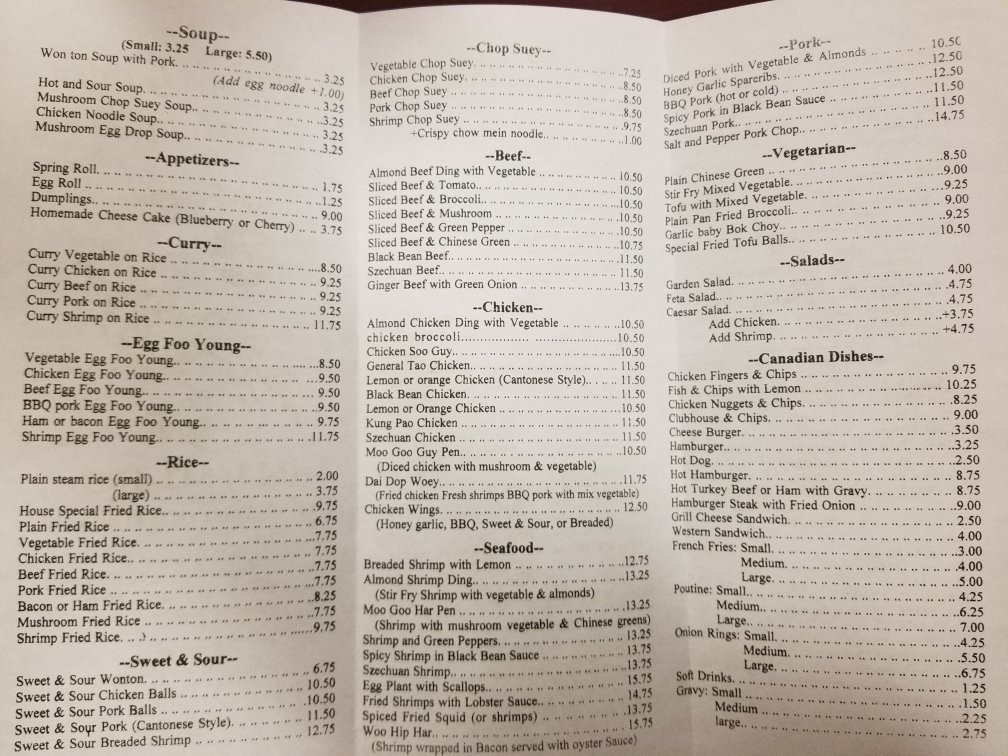 --Soup--
(Small: 3.25 Large: 5.50)
Won ton Soup with Pork 3.25
(Add egg noodle +1.00)
Hot and Sour Soup. 3.25
Mushroom Chop Suey Soup.. 3.25
Chicken Noodle Soup.. 3.25
Mushroom Egg Drop Soup.. 3.25
--Appetizers--
Spring Roll. 1.75
Egg Roll 1.25
Dumplings.. 9.00
Homemade Cheese Cake (Blueberry or Cherry) .. 3.75
--Curry--
Curry Vegetable on Rice 8.50
Curry Chicken on Rice 9.25
Curry Beef on Rice 9.25
Curry Pork on Rice 9.25
Curry Shrimp on Rice 11.75
--Egg Foo Young--
Vegetable Egg Foo Young.. 8.50
Chicken Egg Foo Young.. 9.50
Beef Egg Foo Young.. 9.50
BBQ pork Egg Foo Young.. 9.50
Ham or bacon Egg Foo Young.. 9.75
Shrimp Egg Foo Young.. 11.75
--Rice--
Plain steam rice (small) 2.00
(large) 3.75
House Special Fried Rice.. 9.75
Plain Fried Rice 6.75
Vegetable Fried Rice. 7.75
Chicken Fried Rice.. 7.75
Beef Fried Rice. 7.75
Pork Fried Rice 7.75
Bacon or Ham Fried Rice. 8.25
Mushroom Fried Rice 7.75
Shrimp Fried Rice. 9.75
--Sweet & Sour--
Sweet & Sour Wonton. 6.75
Sweet & Sour Chicken Balls 10.50
Sweet & Sour Pork Balls 10.50
Sweet & Sour Pork (Cantonese Style). 11.50
Sweet & Sour Breaded Shrimp 12.75
--Chop Suey--
Vegetable Chop Suey. 7.25
Chicken Chop Suey. 8.50
Beef Chop Suey 8.50
Pork Chop Suey 8.50
Shrimp Chop Suey 9.75
+Crispy chow mein noodle.. 1.00
--Beef--
Almond Beef Ding with Vegetable 10.50
Sliced Beef & Tomato.. 10.50
Sliced Beef & Broccoli.. 10.50
Sliced Beef & Mushroom 10.50
Sliced Beef & Green Pepper 10.50
Sliced Beef & Chinese Green 10.75
Black Bean Beef.. 11.50
Szechuan Beef.. 11.50
Ginger Beef with Green Onion 13.75
--Chicken--
Almond Chicken Ding with Vegetable 10.50
chicken broccoli 10.50
Chicken Soo Guy.. 10.50
General Tao Chicken.. 11.50
Lemon or orange Chicken (Cantonese Style).. 11.50
Black Bean Chicken. 11.50
Lemon or Orange Chicken 10.50
Kung Pao Chicken 11.50
Szechuan Chicken 11.50
Moo Goo Guy Pen.. 10.50
(Diced chicken with mushroom & vegetable)
Dai Dop Woey.. 11.75
(Fried chicken Fresh shrimps BBQ pork with mix vegetable)
Chicken Wings. 12.50
(Honey garlic, BBQ, Sweet & Sour, or Breaded)
--Seafood--
Breaded Shrimp with Lemon 12.75
Almond Shrimp Ding.. 13.25
(Stir Fry Shrimp with vegetable & almonds)
Moo Goo Har Pen 13.25
(Shrimp with mushroom vegetable & Chinese greens)
Shrimp and Green Peppers. 13.25
Spicy Shrimp in Black Bean Sauce 13.75
Szechuan Shrimp.. 13.75
Egg Plant with Scallops.. 15.75
Fried Shrimps with Lobster Sauce.. 14.75
Spiced Fried Squid (or shrimps) 13.75
Woo Hip Har.. 15.75
(Shrimp wrapped in Bacon served with oyster Sauce)
--Pork--
Diced Pork with Vegetable & Almonds 10.50
Honey Garlic Spareribs. 12.50
BBQ Pork (hot or cold) 12.50
Spicy Pork in Black Bean Sauce 11.50
Szechuan Pork.. 11.50
Salt and Pepper Pork Chop.. 14.75
--Vegetarian--
Plain Chinese Green 8.50
Stir Fry Mixed Vegetable. 9.00
Tofu with Mixed Vegetable. 9.25
Plain Pan Fried Broccoli.. 9.00
Garlic baby Bok Choy.. 9.25
Special Fried Tofu Balls.. 10.50
--Salads--
Garden Salad. 4.00
Feta Salad.. 4.75
Caesar Salad. 4.75
Add Chicken. +3.75
Add Shrimp. +4.75
--Canadian Dishes--
Chicken Fingers & Chips 9.75
Fish & Chips with Lemon 10.25
Chicken Nuggets & Chips. 8.25
Clubhouse & Chips. 9.00
Cheese Burger. 3.50
Hamburger.. 3.25
Hot Dog. 2.50
Hot Hamburger. 8.75
Hot Turkey Beef or Ham with Gravy. 8.75
Hamburger Steak with Fried Onion 9.00
Grill Cheese Sandwich. 2.50
Western Sandwich.. 4.00
French Fries: Small. 3.00
Medium. 4.00
Large. 5.00
Poutine: Small.. 4.25
Medium.. 6.25
Large.. 7.00
Onion Rings: Small. 4.25
Medium. 5.50
Large. 6.75
Soft Drinks. 1.25
Gravy: Small 1.50
Medium 2.25
large.. 2.75